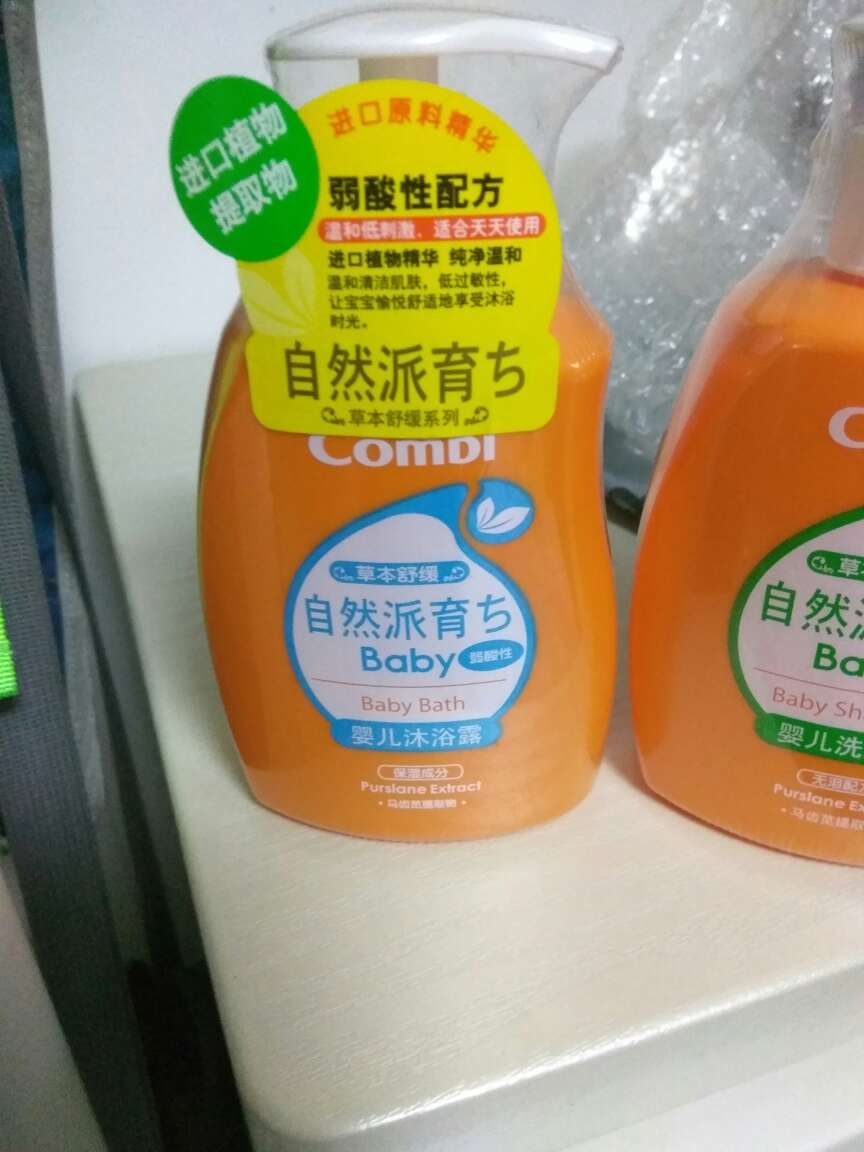 进口植物
提取物
进口原料精华
弱酸性配方
温和低刺激，适合天天使用
进口植物精华 纯净温和
温和清洁肌肤，低过敏性，
让宝宝愉悦舒适地享受沐浴
时光。
自然派育ち
草本舒缓系列
Combi
草本舒缓
自然派育ち
Baby 弱酸性
Baby Bath
婴儿沐浴露
保湿成分
Purslane Extract
·马齿苋提取物·
C
草
自然
Ba
Baby Sh
婴儿洗
无泪配方
Purslane Ex
·马齿苋提取